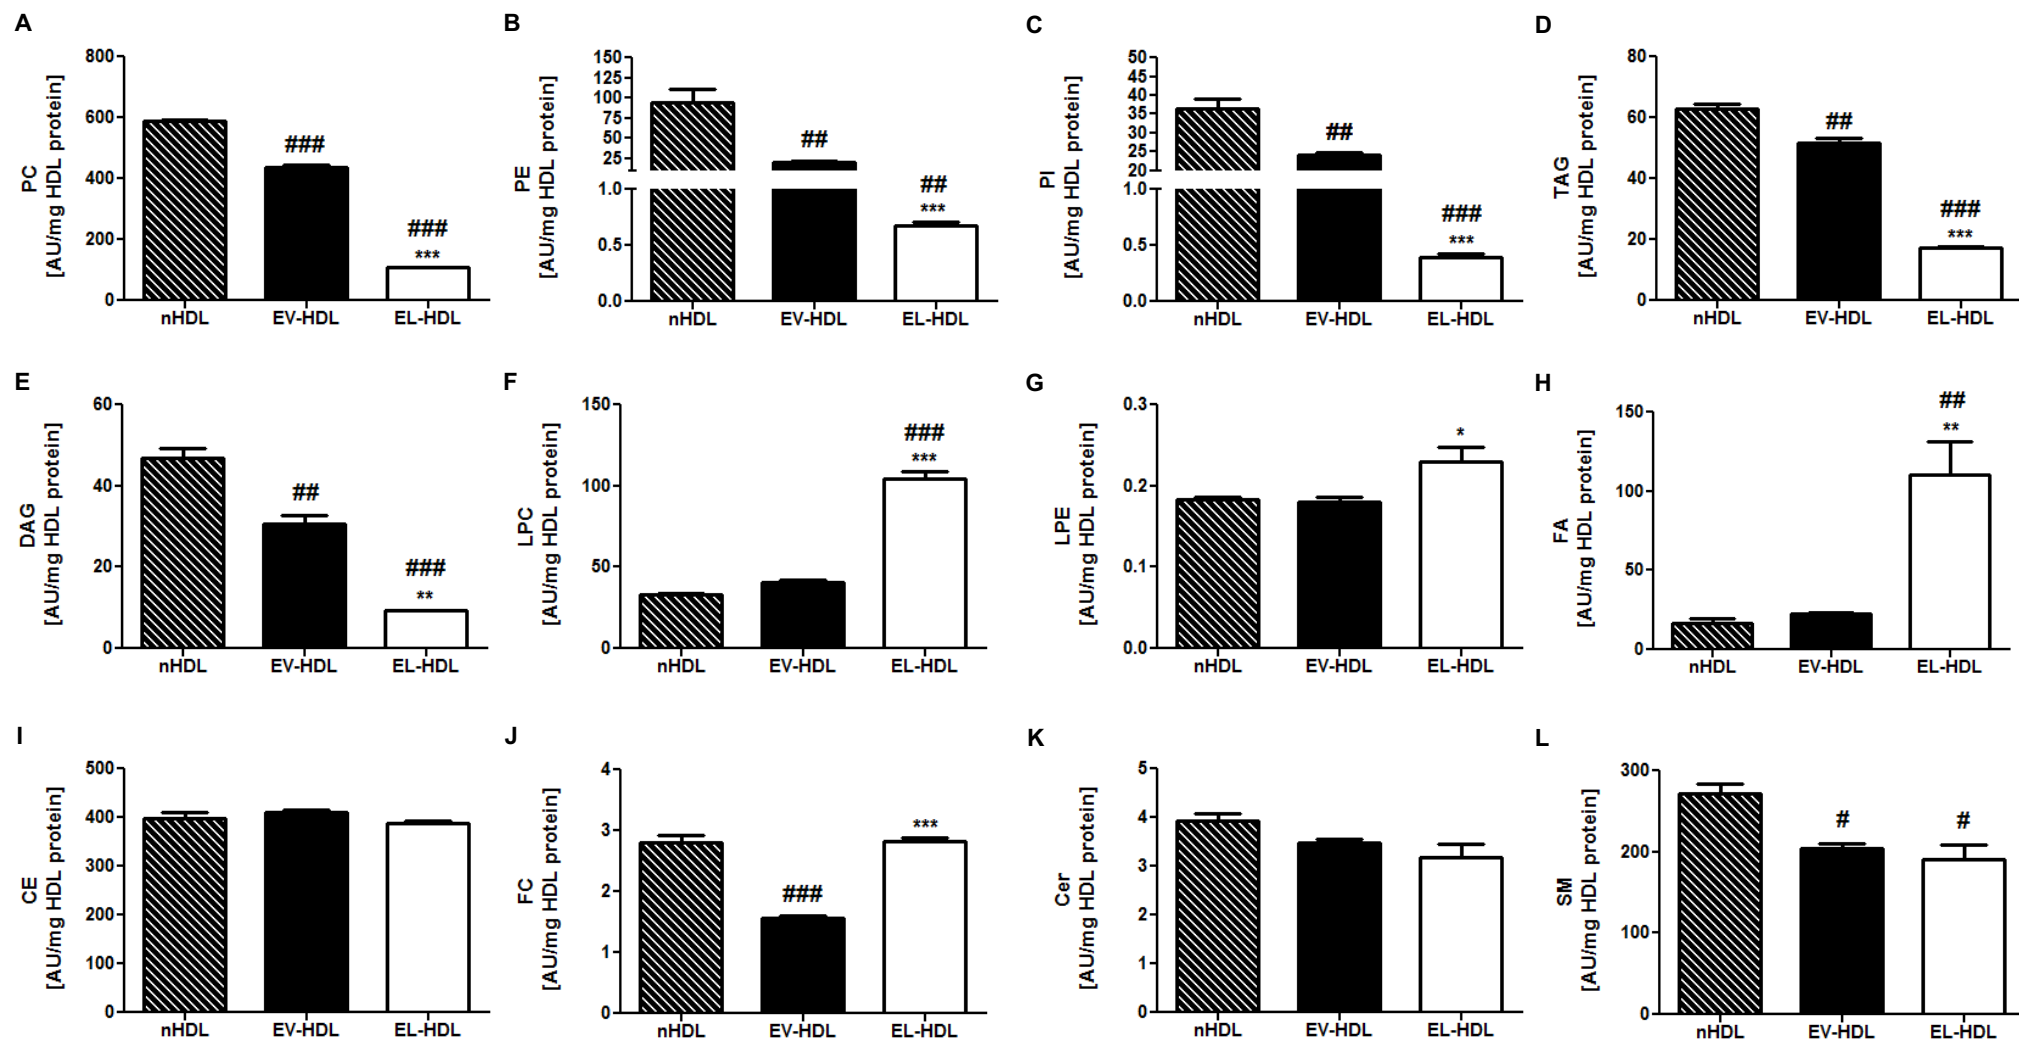 A
PC
[AU/mg HDL protein]
800
600
400
200
0
###
###
***
nHDL EV-HDL EL-HDL
B
PE
[AU/mg HDL protein]
150
125
100
75
50
25
1.0
0.5
0.0
##
##
***
nHDL EV-HDL EL-HDL
C
PI
[AU/mg HDL protein]
50
45
40
35
30
25
20
1.0
0.5
0.0
##
###
***
nHDL EV-HDL EL-HDL
D
TAG
[AU/mg HDL protein]
80
60
40
20
0
##
###
***
nHDL EV-HDL EL-HDL
E
DAG
[AU/mg HDL protein]
60
40
20
0
##
###
**
nHDL EV-HDL EL-HDL
F
LPC
[AU/mg HDL protein]
150
100
50
0
###
***
nHDL EV-HDL EL-HDL
G
LPE
[AU/mg HDL protein]
0.3
0.2
0.1
0.0
*
nHDL EV-HDL EL-HDL
H
FA
[AU/mg HDL protein]
150
100
50
0
##
**
nHDL EV-HDL EL-HDL
I
CE
[AU/mg HDL protein]
500
400
300
200
100
0
nHDL EV-HDL EL-HDL
J
FC
[AU/mg HDL protein]
4
3
2
1
0
###
***
nHDL EV-HDL EL-HDL
K
Cer
[AU/mg HDL protein]
5
4
3
2
1
0
nHDL EV-HDL EL-HDL
L
SM
[AU/mg HDL protein]
300
200
100
0
#
#
nHDL EV-HDL EL-HDL